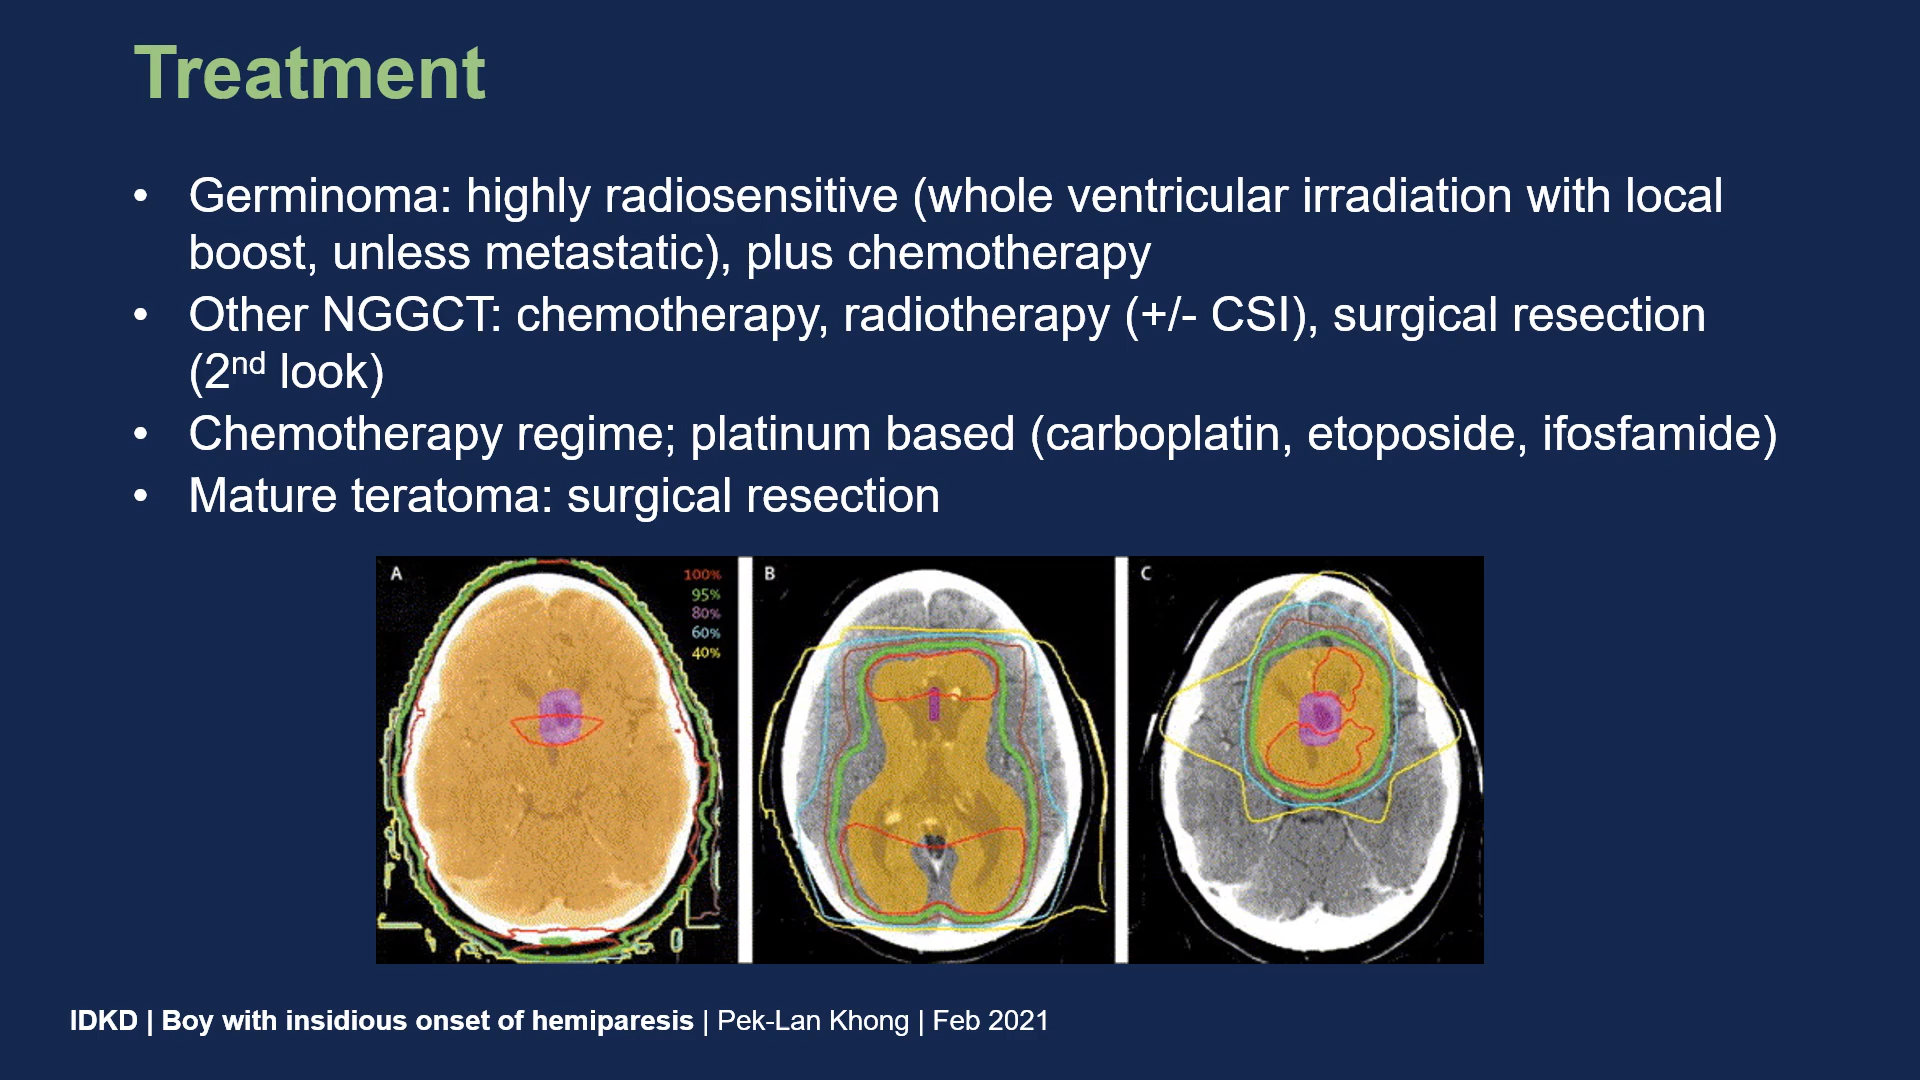 Treatment
• Germinoma: highly radiosensitive (whole ventricular irradiation with local
boost, unless metastatic), plus chemotherapy
• Other NGGCT: chemotherapy, radiotherapy (+/- CSI), surgical resection
(2nd look)
• Chemotherapy regime; platinum based (carboplatin, etoposide, ifosfamide)
• Mature teratoma: surgical resection
A
100%
95%
80%
60%
40%
B
C
IDKD | Boy with insidious onset of hemiparesis | Pek-Lan Khong | Feb 2021